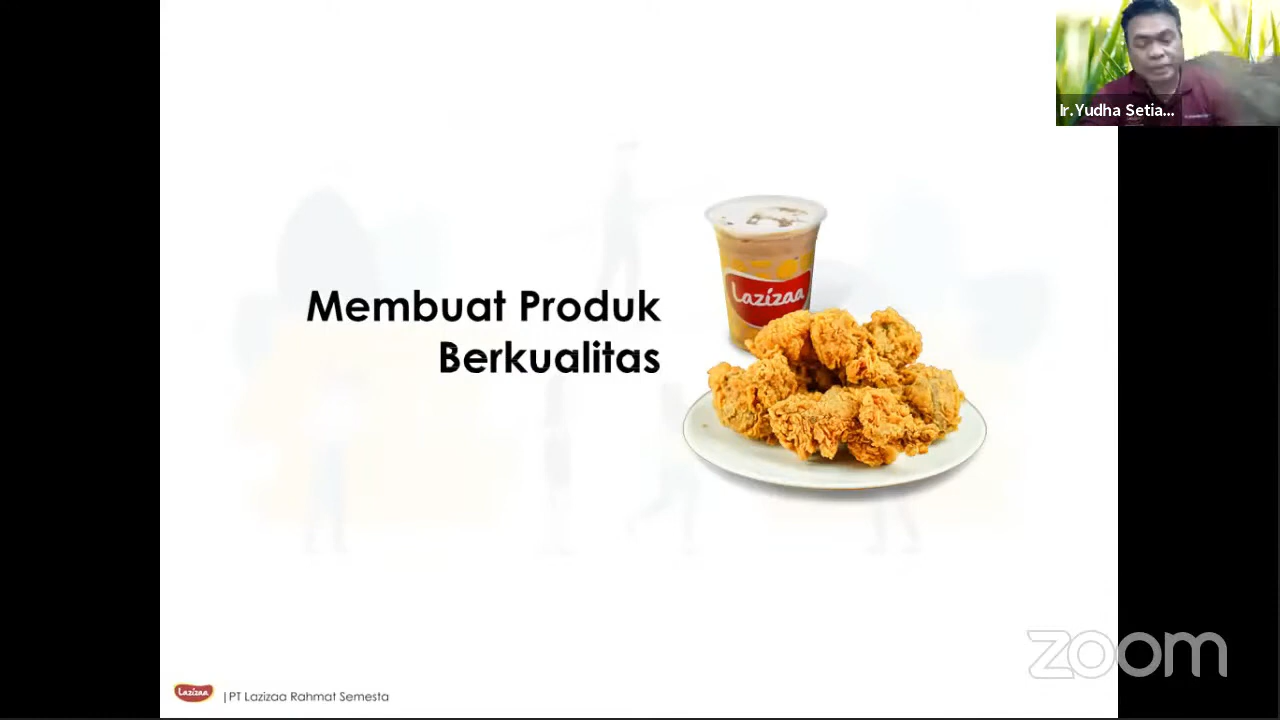 Ir.Yudha Setia...
Lazizaa
Membuat Produk
Berkualitas
zoom
Lazizaa
|PT Lazizaa Rahmat Semesta